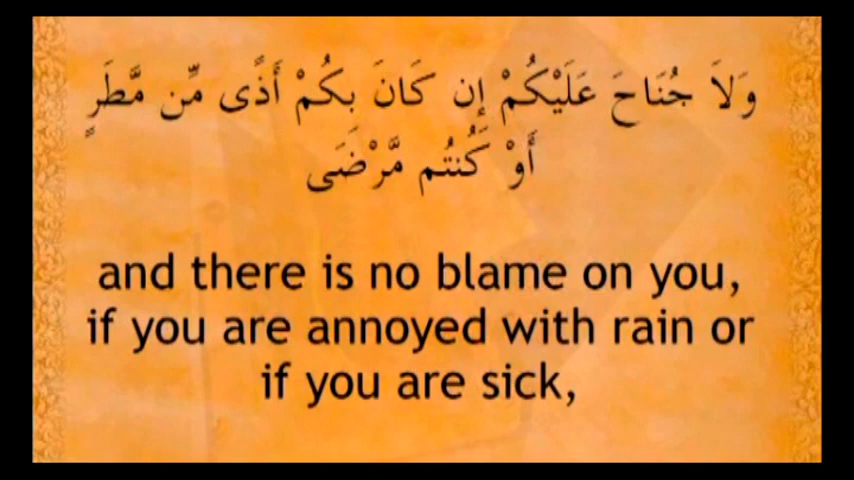 وَلاَ جُنَاحَ عَلَيْكُمْ إِن كَانَ بِكُمْ أَذًى مِّن مَّطَرٍ
أَوْ كُنتُم مَّرْضَى
and there is no blame on you,
if you are annoyed with rain or
if you are sick,